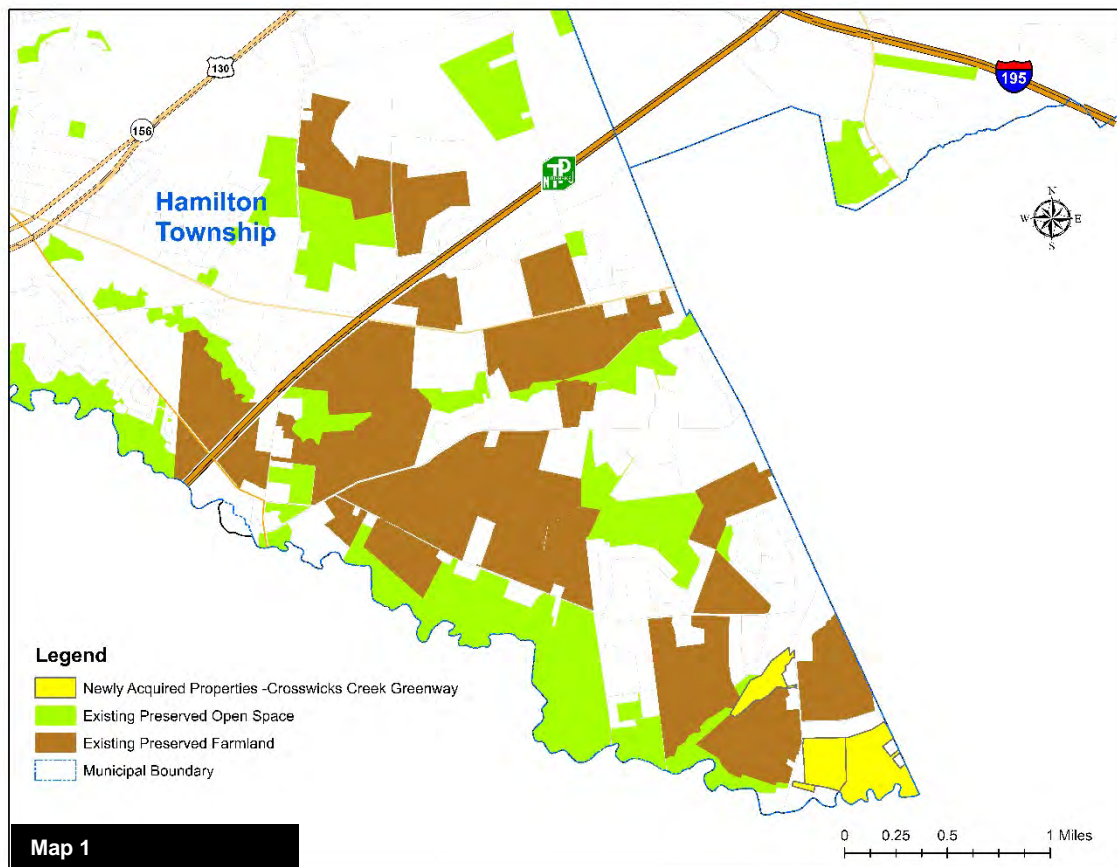 130
195
156
N
W E
S
Hamilton
Township
Legend
Newly Acquired Properties -Crosswicks Creek Greenway
Existing Preserved Open Space
Existing Preserved Farmland
Municipal Boundary
Map 1
0 0.25 0.5 1 Miles